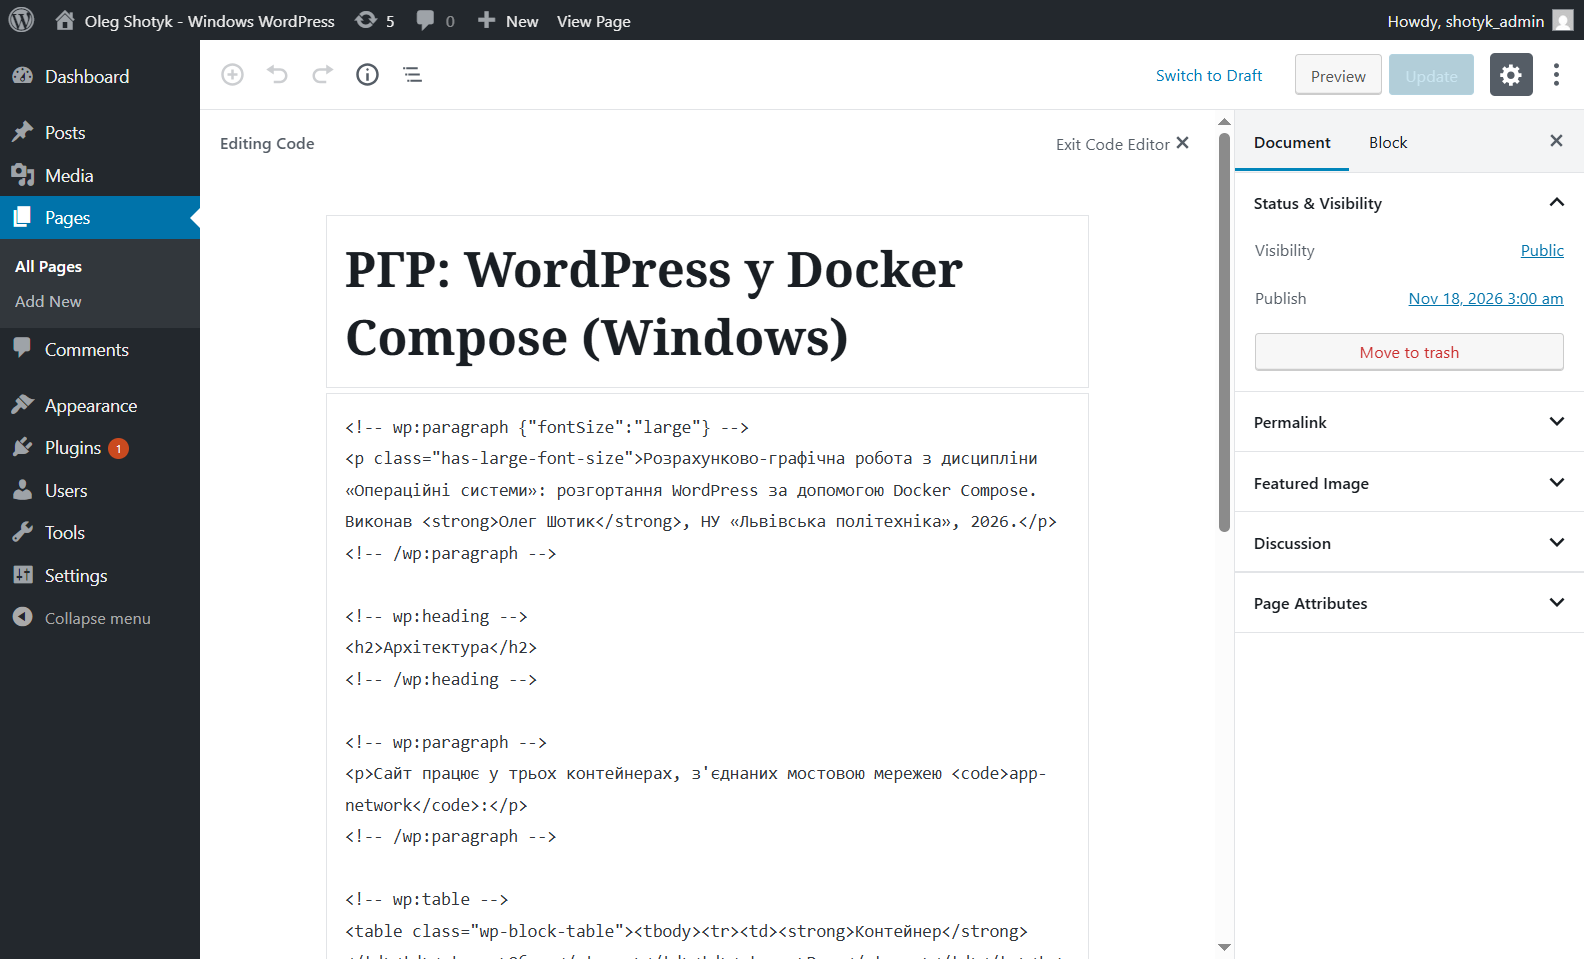 Oleg Shotyk - Windows WordPress 5 0 New View Page Howdy, shotyk_admin
Dashboard
Posts
Media
Pages
All Pages
Add New
Comments
Appearance
Plugins 1
Users
Tools
Settings
Collapse menu
Switch to Draft Preview Update
Editing Code Exit Code Editor
РГР: WordPress у Docker
Compose (Windows)
<!-- wp:paragraph {"fontSize":"large"} -->
<p class="has-large-font-size">Розрахунково-графічна робота з дисципліни
«Операційні системи»: розгортання WordPress за допомогою Docker Compose.
Виконав <strong>Олег Шотик</strong>, НУ «Львівська політехніка», 2026.</p>
<!-- /wp:paragraph -->
<!-- wp:heading -->
<h2>Архітектура</h2>
<!-- /wp:heading -->
<!-- wp:paragraph -->
<p>Сайт працює у трьох контейнерах, з'єднаних мостовою мережею <code>app-
network</code>:</p>
<!-- /wp:paragraph -->
<!-- wp:table -->
<table class="wp-block-table"><tbody><tr><td><strong>Контейнер</strong>
Document Block
Status & Visibility
Visibility Public
Publish Nov 18, 2026 3:00 am
Move to trash
Permalink
Featured Image
Discussion
Page Attributes